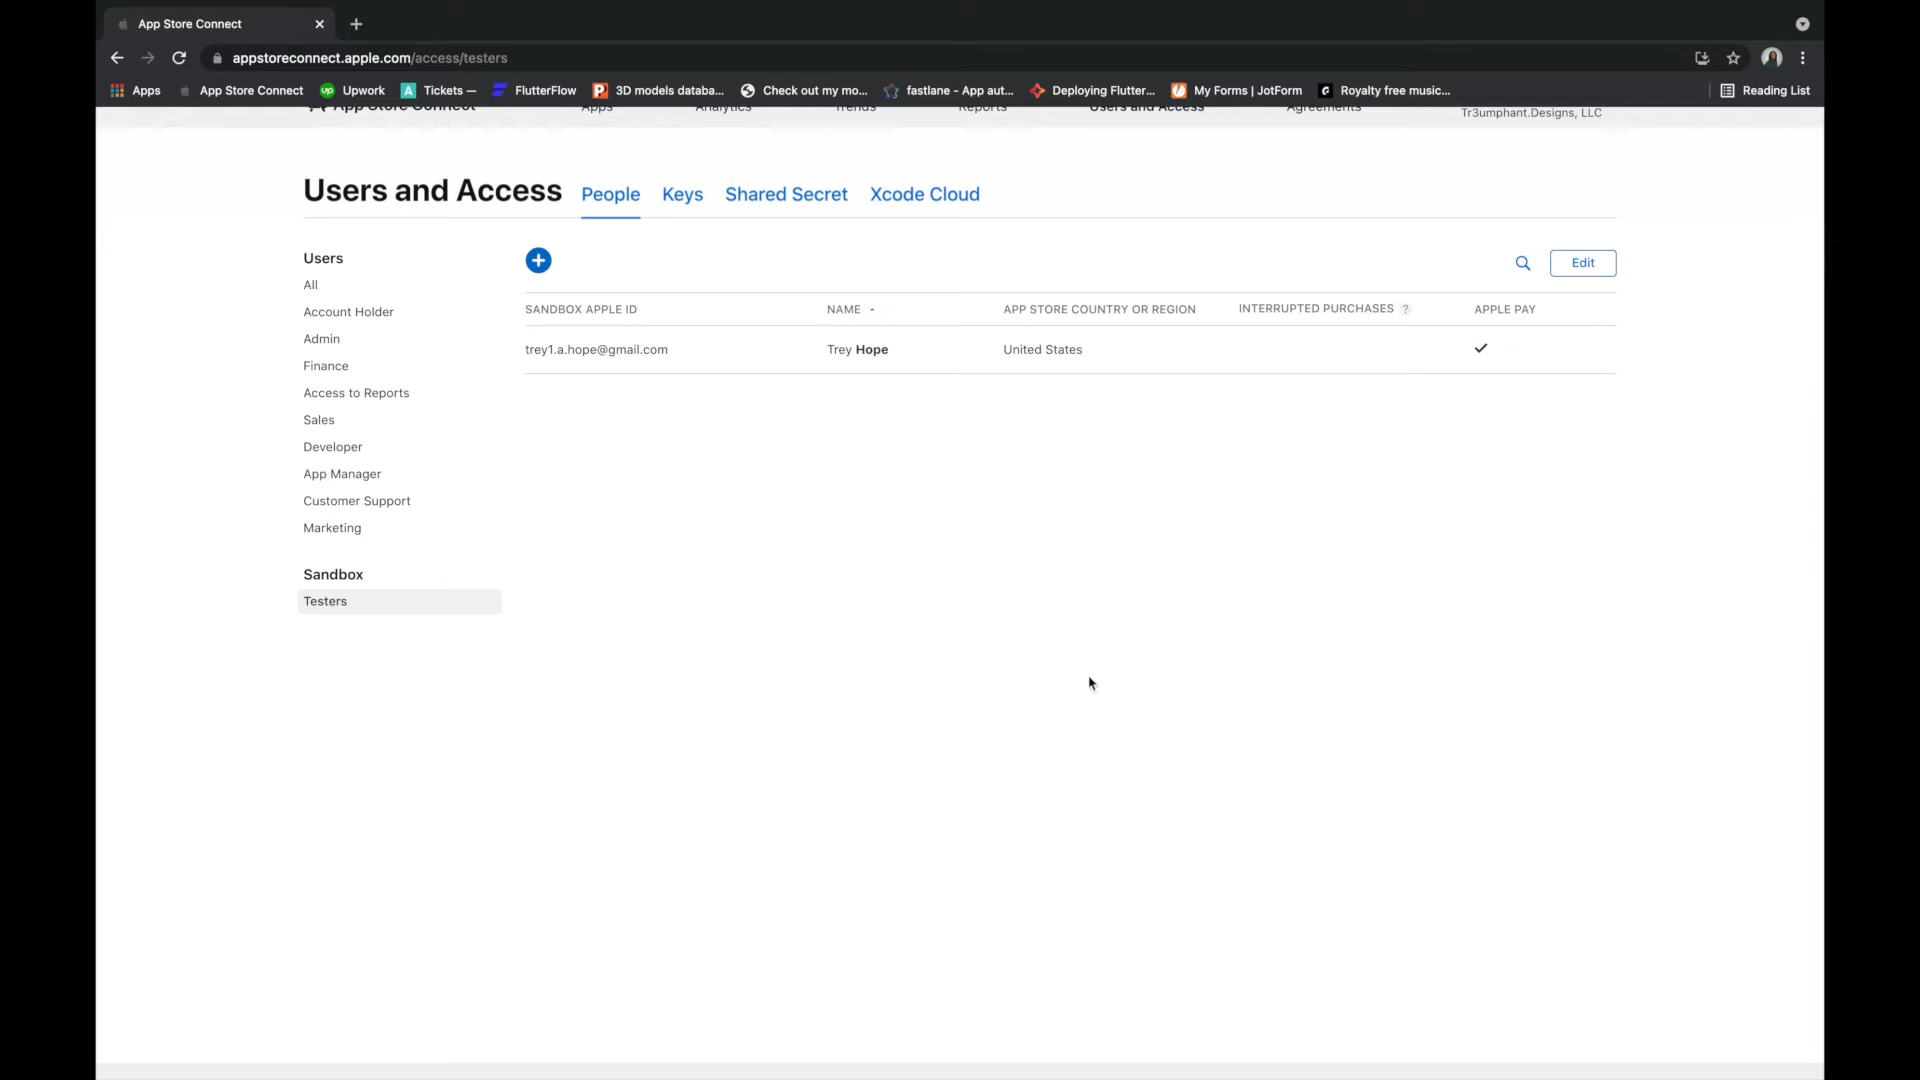 App Store Connect
appstoreconnect.apple.com/access/testers
Apps
App Store Connect
Upwork
Tickets —
FlutterFlow
3D models databa...
Check out my mo...
fastlane - App aut...
Deploying Flutter...
My Forms | JotForm
Royalty free music...
Reading List
App Store Connect
Apps
Analytics
Trends
Reports
Users and Access
Agreements
Tr3umphant.Designs, LLC
Users and Access
People
Keys
Shared Secret
Xcode Cloud
Users
All
Account Holder
Admin
Finance
Access to Reports
Sales
Developer
App Manager
Customer Support
Marketing
Sandbox
Testers
Edit
SANDBOX APPLE ID
NAME
APP STORE COUNTRY OR REGION
INTERRUPTED PURCHASES ?
APPLE PAY
trey1.a.hope@gmail.com
Trey Hope
United States